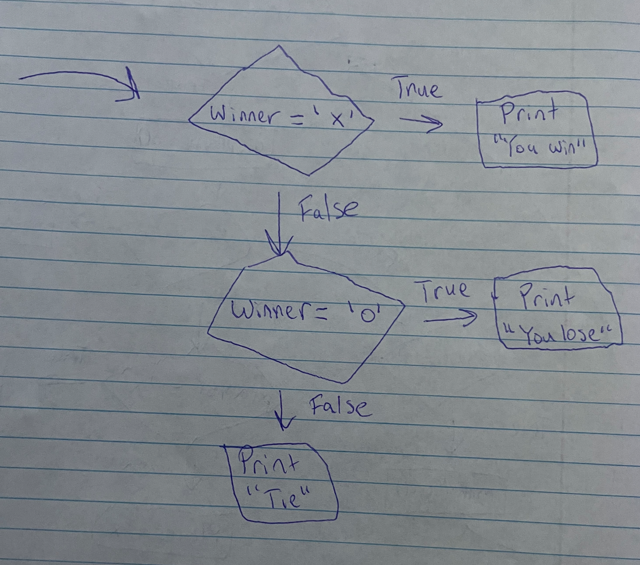 Winner = 'X'
True
Print
"You win"
False
Winner = 'O'
True
Print
"You lose"
False
Print
"Tie"